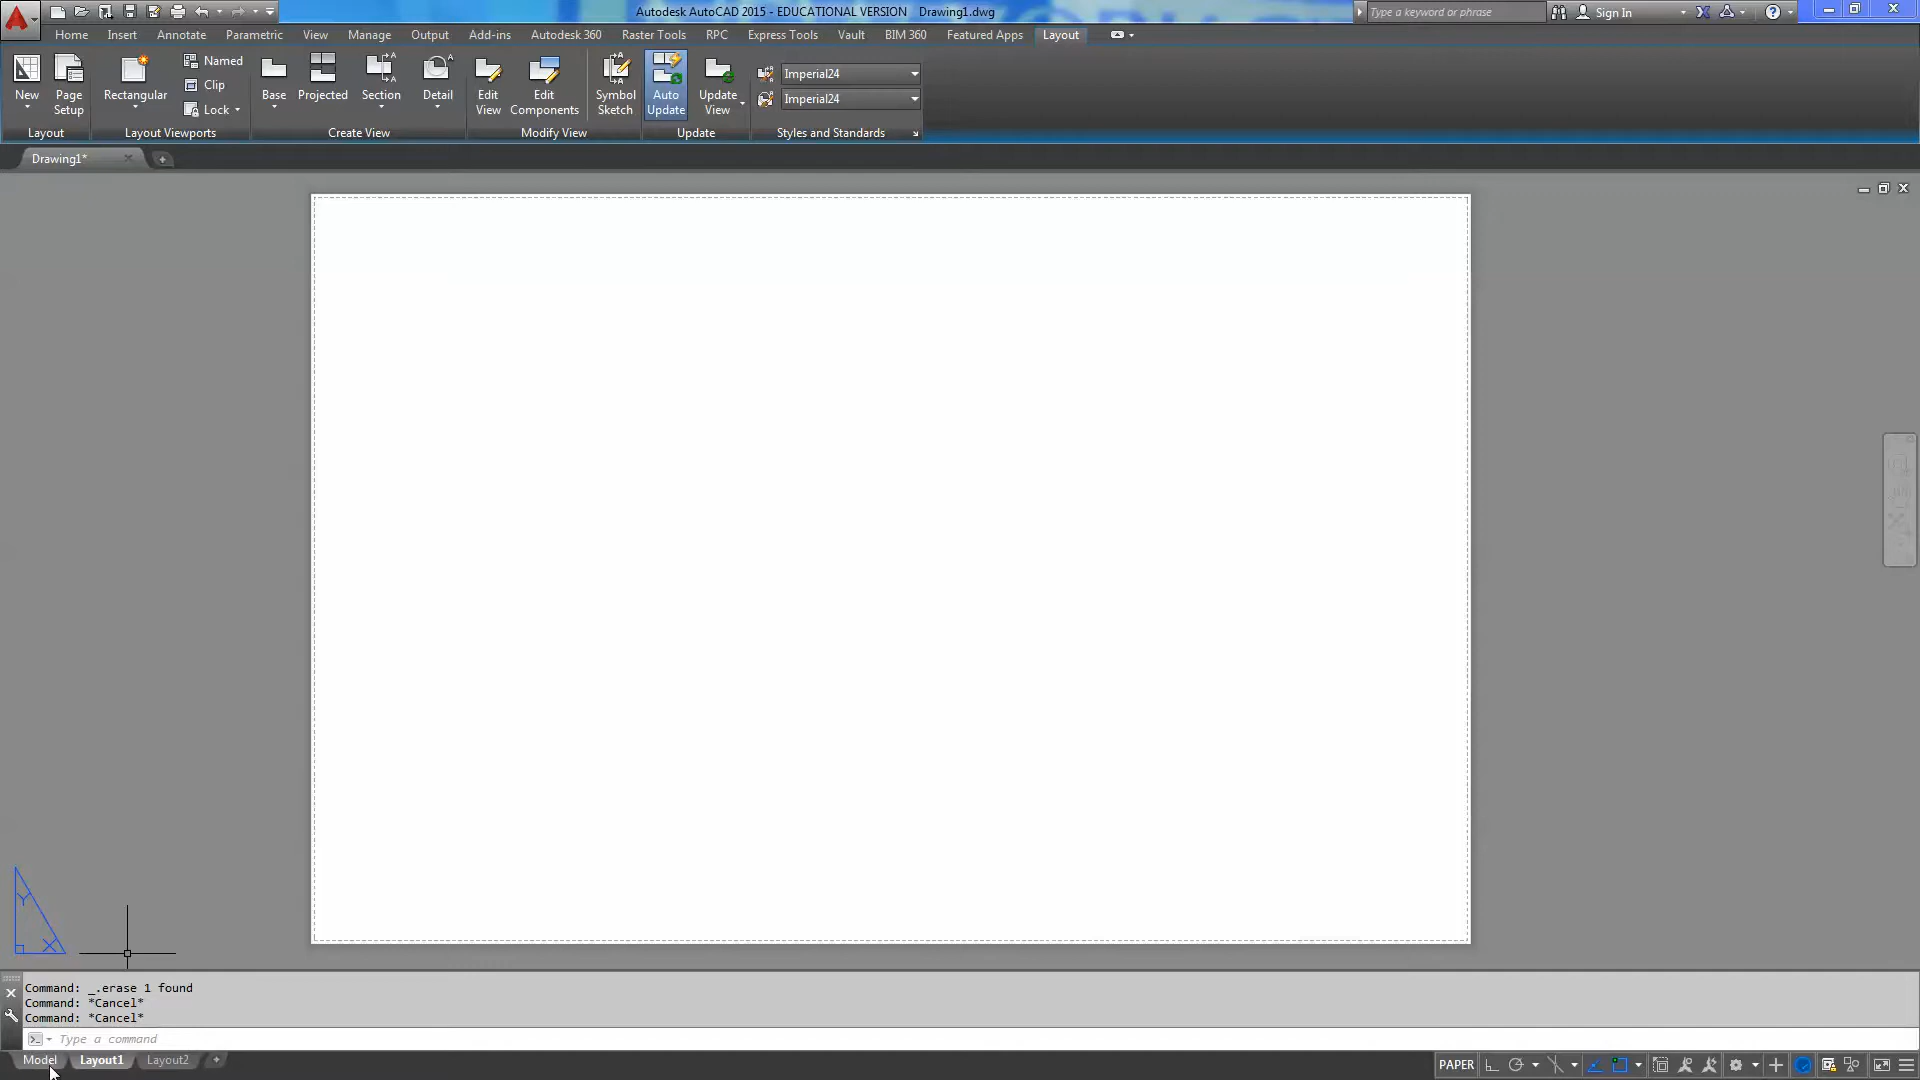 Autodesk AutoCAD 2015 - EDUCATIONAL VERSION Drawing1.dwg
Type a keyword or phrase
Sign In
Home Insert Annotate Parametric View Manage Output Add-ins Autodesk 360 Raster Tools RPC Express Tools Vault BIM 360 Featured Apps Layout
New
Page Setup
Rectangular
Named
Clip
Lock
Base
Projected
Section
Detail
Edit View
Edit Components
Symbol Sketch
Auto Update
Update View
Imperial24
Imperial24
Layout
Layout Viewports
Create View
Modify View
Update
Styles and Standards
Drawing1*
Y
X
Command: _.erase 1 found
Command: *Cancel*
Command: *Cancel*
Type a command
Model Layout1 Layout2
PAPER